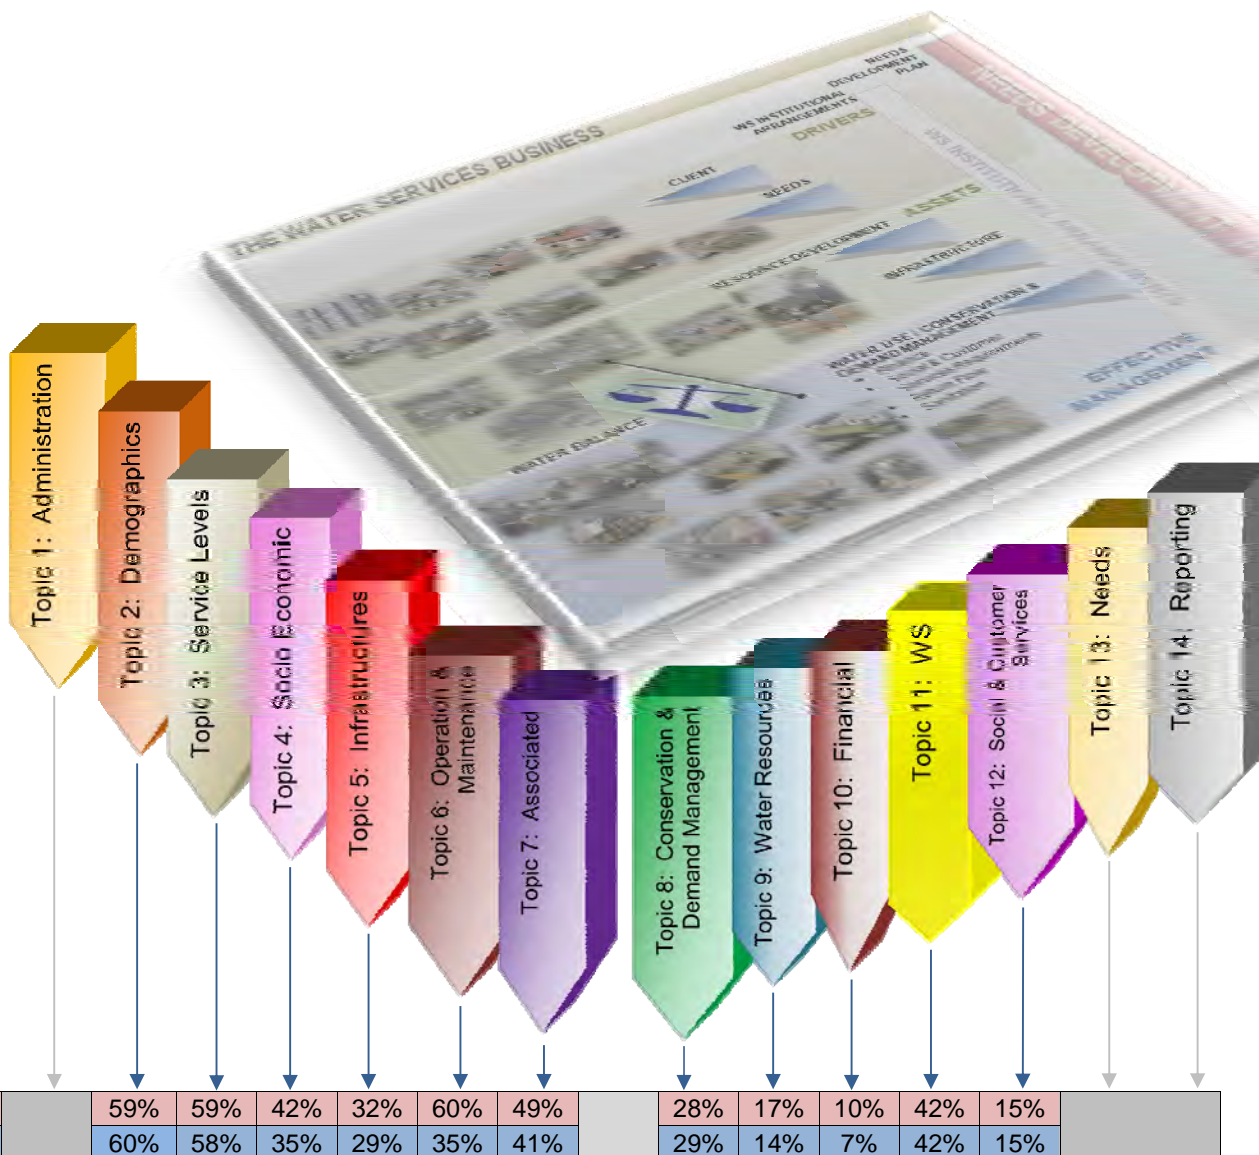 NEEDS
DEVELOPMENT
PLAN
WS INSTITUTIONAL
ARRANGEMENTS
DRIVERS
THE WATER SERVICES BUSINESS
CLIENT
NEEDS
ASSETS
RESOURCE DEVELOPMENT
INFRASTRUCTURE
WATER USE / CONSERVATION &
DEMAND MANAGEMENT
EFFECTIVE
MANAGMENT
WATER BALANCE
Topic 1: Administration
Topic 2: Demographics
Topic 3: Service Levels
Topic 4: Socio Economic
Topic 5: Infrastructures
Topic 6: Operation &
Maintenance
Topic 7: Associated
Topic 8: Conservation &
Demand Management
Topic 9: Water Resources
Topic 10: Financial
Topic 11: WS
Topic 12: Social & Customer
Services
Topic 13: Needs
Topic 14: Reporting
59% 59% 42% 32% 60% 49% 28% 17% 10% 42% 15%
60% 58% 35% 29% 35% 41% 29% 14% 7% 42% 15%